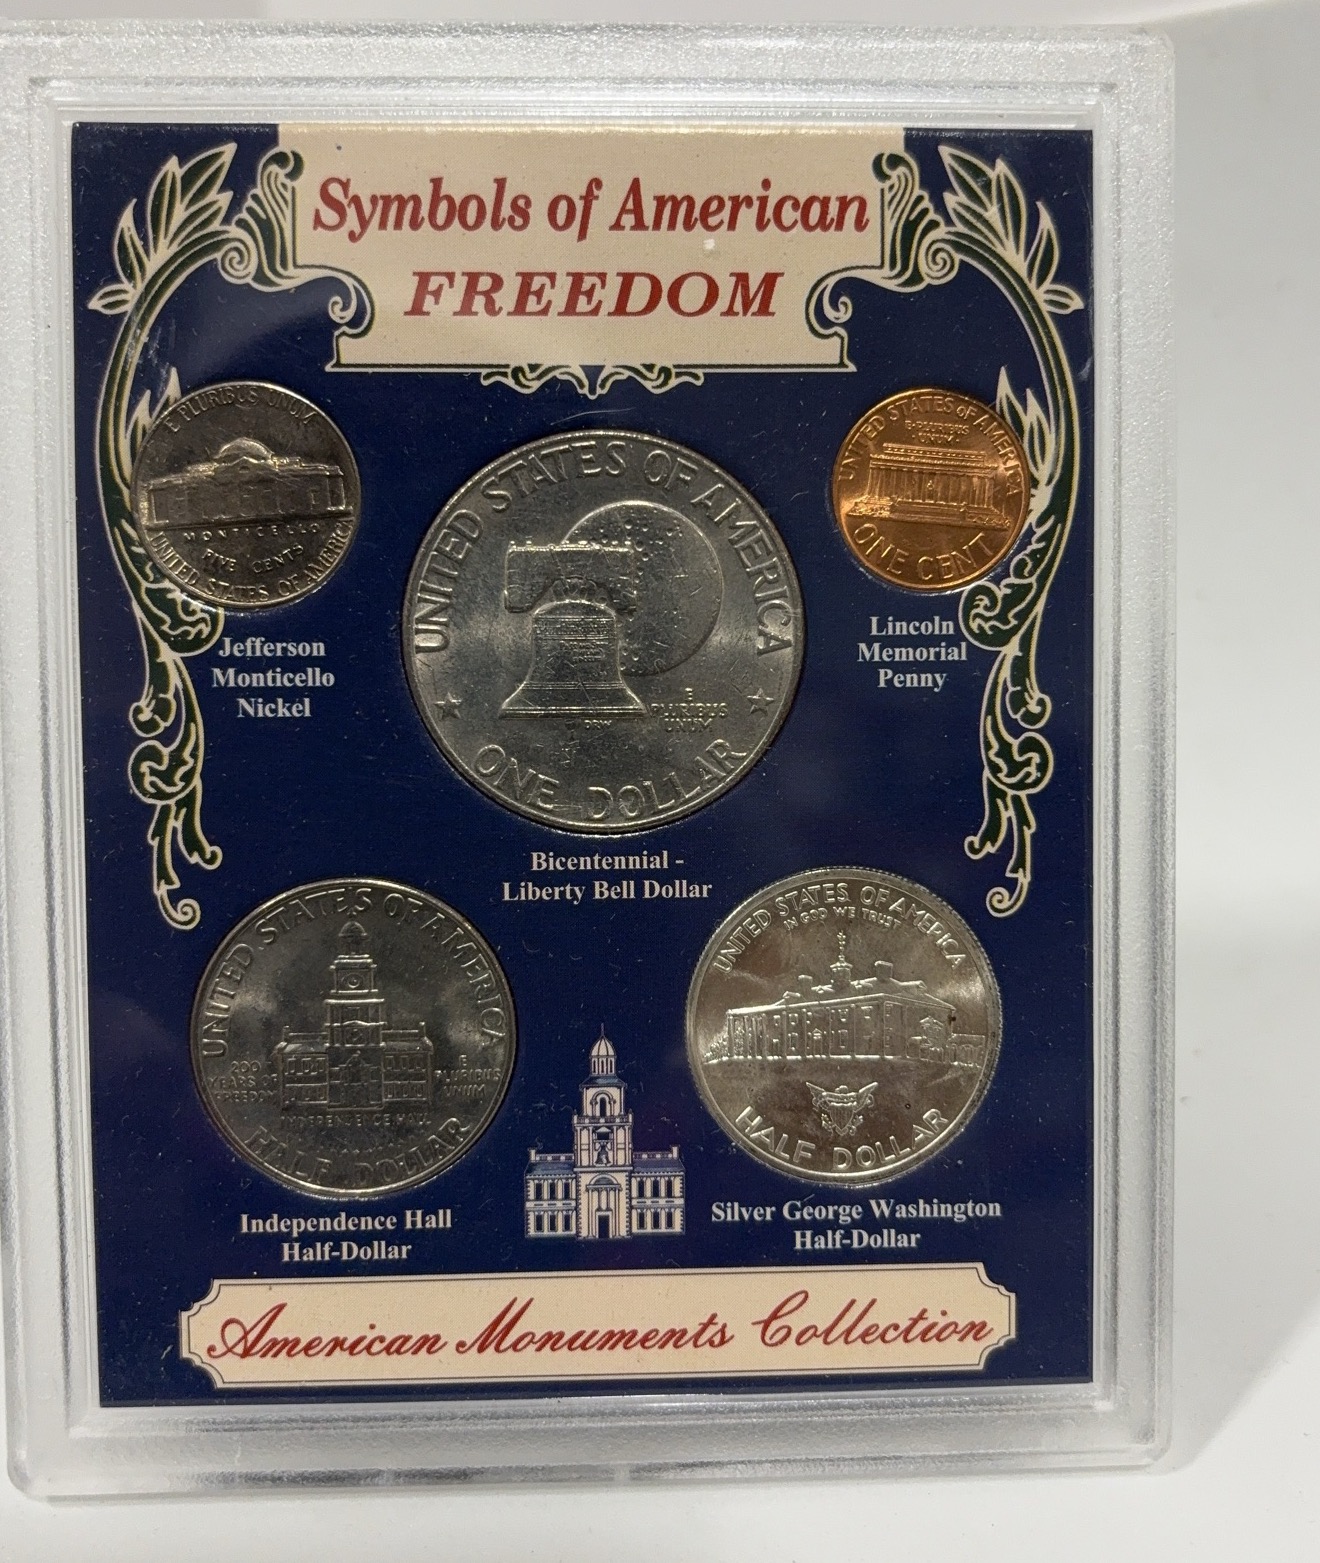 Symbols of American
FREEDOM
E PLURIBUS UNUM
MONTICELLO
FIVE CENTS
UNITED STATES OF AMERICA
Jefferson
Monticello
Nickel
UNITED STATES OF AMERICA
E
PLURIBUS
UNUM
ONE DOLLAR
Bicentennial -
Liberty Bell Dollar
UNITED STATES OF AMERICA
E·PLURIBUS
UNUM·
ONE CENT
Lincoln
Memorial
Penny
UNITED STATES OF AMERICA
200
YEARS OF
FREEDOM
E
PLURIBUS
UNUM
INDEPENDENCE HALL
HALF DOLLAR
Independence Hall
Half-Dollar
UNITED STATES OF AMERICA
IN GOD WE TRUST
HALF DOLLAR
Silver George Washington
Half-Dollar
American Monuments Collection